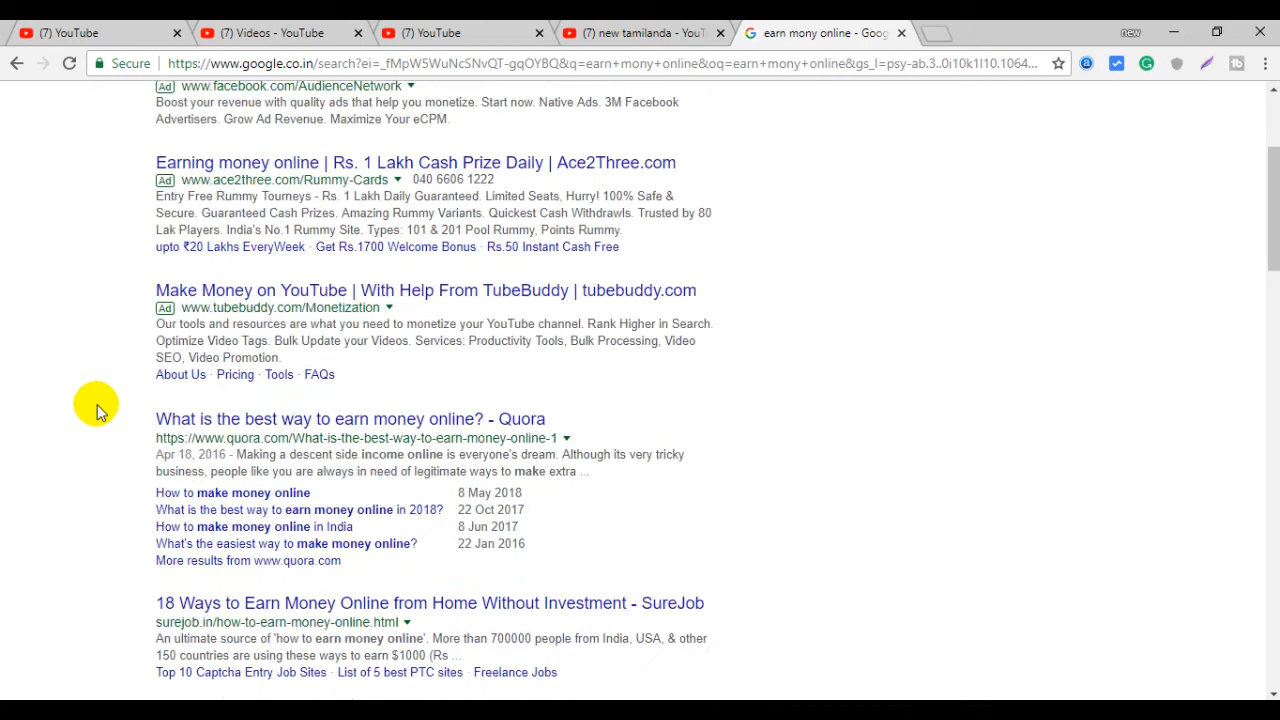 (7) YouTube
(7) Videos - YouTube
(7) YouTube
(7) new tamilanda - YouT
earn mony online - Goog
new
Secure
https://www.google.co.in/search?ei=_fMpW5WuNcSNvQT-gqOYBQ&q=earn+mony+online&oq=earn+mony+online&gs_l=psy-ab.3..0i10k1l10.1064...
Ad www.facebook.com/AudienceNetwork
Boost your revenue with quality ads that help you monetize. Start now. Native Ads. 3M Facebook
Advertisers. Grow Ad Revenue. Maximize Your eCPM.
Earning money online | Rs. 1 Lakh Cash Prize Daily | Ace2Three.com
Ad www.ace2three.com/Rummy-Cards 040 6606 1222
Entry Free Rummy Tourneys - Rs. 1 Lakh Daily Guaranteed. Limited Seats, Hurry! 100% Safe &
Secure. Guaranteed Cash Prizes. Amazing Rummy Variants. Quickest Cash Withdrawls. Trusted by 80
Lak Players. India's No.1 Rummy Site. Types: 101 & 201 Pool Rummy, Points Rummy.
upto ₹20 Lakhs EveryWeek · Get Rs.1700 Welcome Bonus · Rs.50 Instant Cash Free
Make Money on YouTube | With Help From TubeBuddy | tubebuddy.com
Ad www.tubebuddy.com/Monetization
Our tools and resources are what you need to monetize your YouTube channel. Rank Higher in Search.
Optimize Video Tags. Bulk Update your Videos. Services: Productivity Tools, Bulk Processing, Video
SEO, Video Promotion.
About Us · Pricing · Tools · FAQs
What is the best way to earn money online? - Quora
https://www.quora.com/What-is-the-best-way-to-earn-money-online-1
Apr 18, 2016 - Making a descent side income online is everyone's dream. Although its very tricky
business, people like you are always in need of legitimate ways to make extra ...
How to make money online 8 May 2018
What is the best way to earn money online in 2018? 22 Oct 2017
How to make money online in India 8 Jun 2017
What's the easiest way to make money online? 22 Jan 2016
More results from www.quora.com
18 Ways to Earn Money Online from Home Without Investment - SureJob
surejob.in/how-to-earn-money-online.html
An ultimate source of 'how to earn money online'. More than 700000 people from India, USA, & other
150 countries are using these ways to earn $1000 (Rs ...
Top 10 Captcha Entry Job Sites · List of 5 best PTC sites · Freelance Jobs